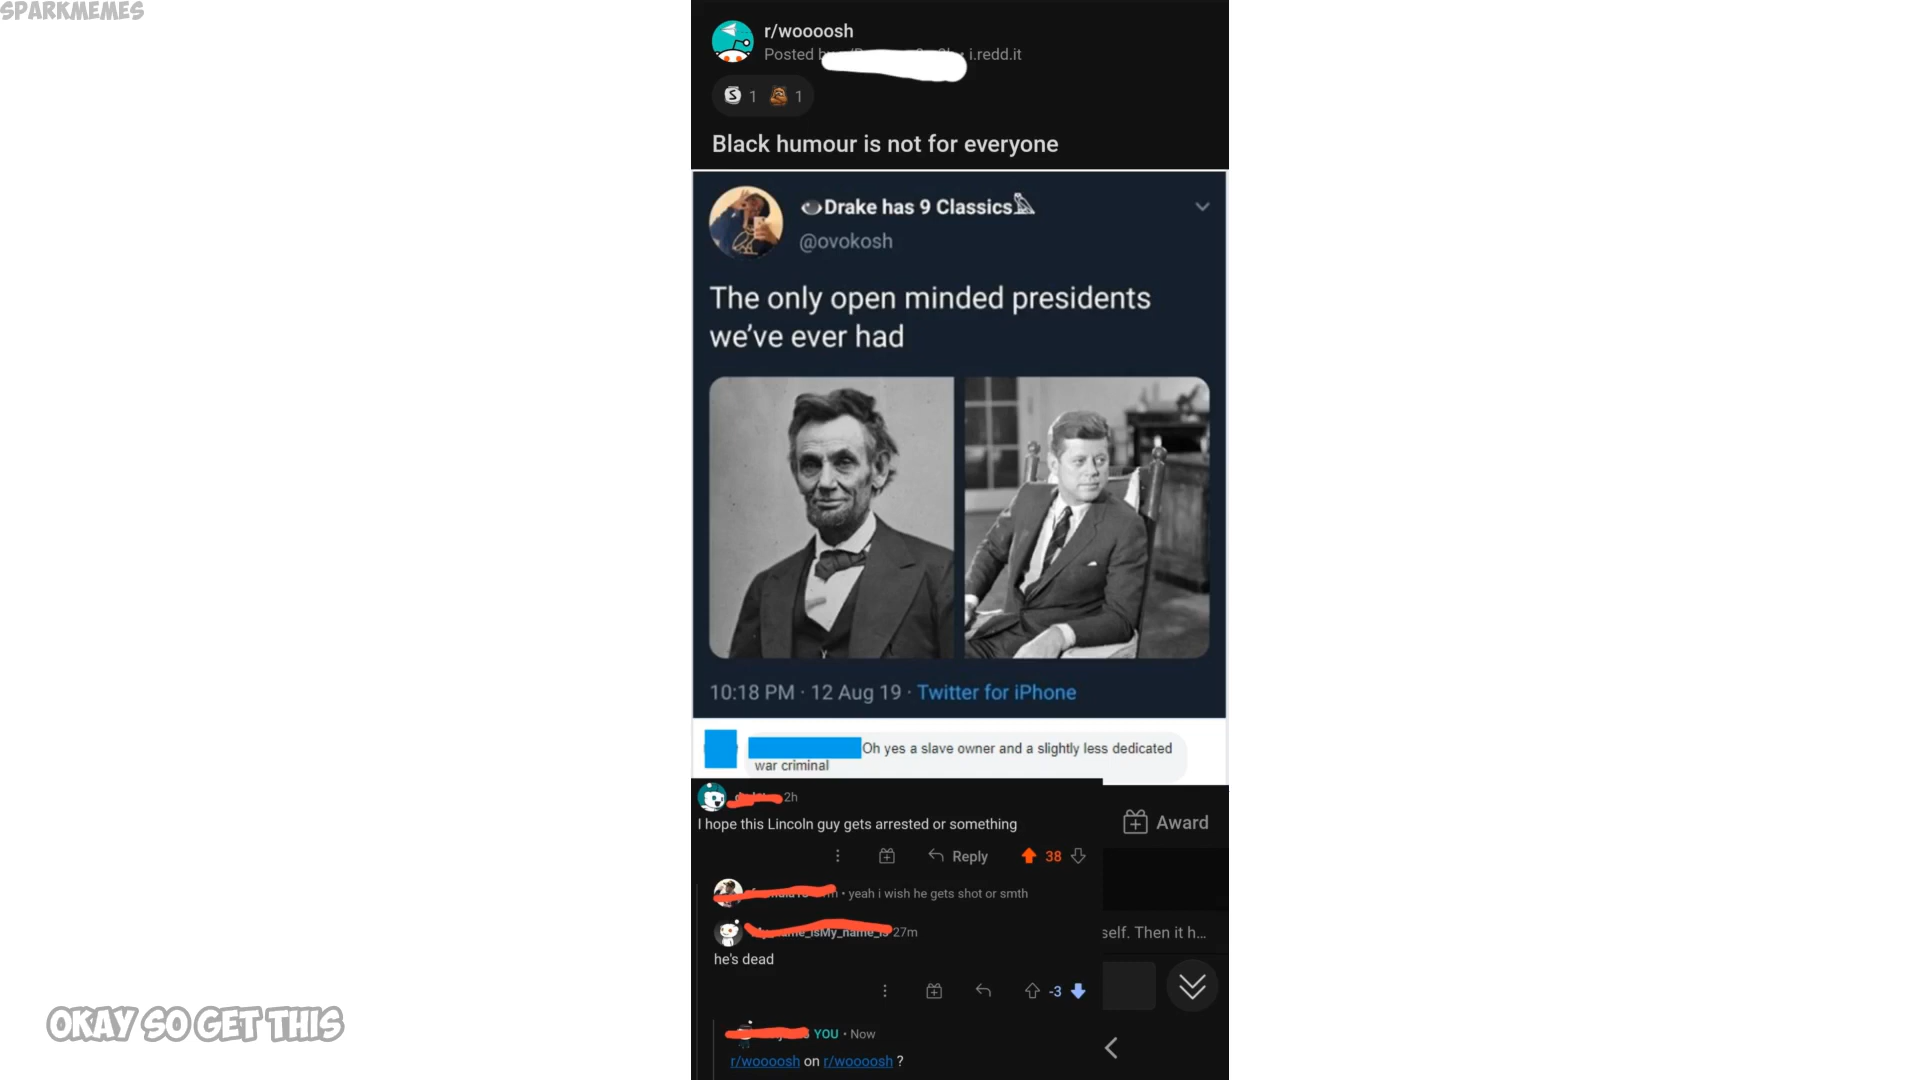 SPARKMEMES
r/woooosh
Posted
i.redd.it
1 1
Black humour is not for everyone
Drake has 9 Classics
@ovokosh
The only open minded presidents
we've ever had
10:18 PM · 12 Aug 19 · Twitter for iPhone
Oh yes a slave owner and a slightly less dedicated
war criminal
2h
I hope this Lincoln guy gets arrested or something
Award
Reply 38
· yeah i wish he gets shot or smth
27m
self. Then it h...
he's dead
-3
OKAY SO GET THIS
YOU · Now
r/woooosh on r/woooosh ?